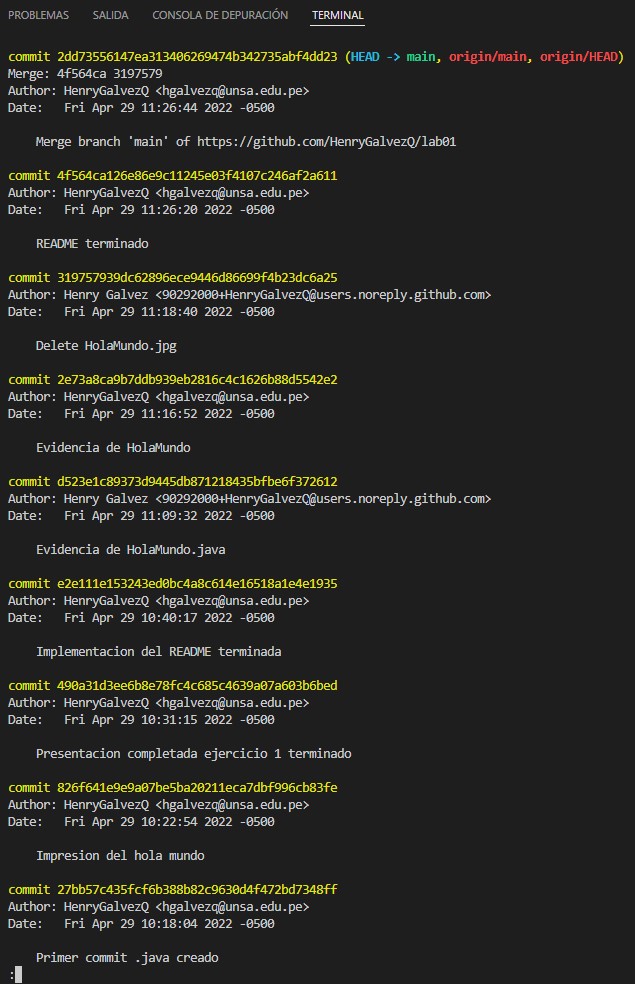 PROBLEMAS SALIDA CONSOLA DE DEPURACIÓN TERMINAL
commit 2dd73556147ea313406269474b342735abf4dd23 (HEAD -> main, origin/main, origin/HEAD)
Merge: 4f564ca 3197579
Author: HenryGalvezQ <hgalvezq@unsa.edu.pe>
Date:   Fri Apr 29 11:26:44 2022 -0500
Merge branch 'main' of https://github.com/HenryGalvezQ/lab01
commit 4f564ca126e86e9c11245e03f4107c246af2a611
Author: HenryGalvezQ <hgalvezq@unsa.edu.pe>
Date:   Fri Apr 29 11:26:20 2022 -0500
README terminado
commit 319757939dc62896ece9446d86699f4b23dc6a25
Author: Henry Galvez <90292000+HenryGalvezQ@users.noreply.github.com>
Date:   Fri Apr 29 11:18:40 2022 -0500
Delete HolaMundo.jpg
commit 2e73a8ca9b7ddb939eb2816c4c1626b88d5542e2
Author: HenryGalvezQ <hgalvezq@unsa.edu.pe>
Date:   Fri Apr 29 11:16:52 2022 -0500
Evidencia de HolaMundo
commit d523e1c89373d9445db871218435bfbe6f372612
Author: Henry Galvez <90292000+HenryGalvezQ@users.noreply.github.com>
Date:   Fri Apr 29 11:09:32 2022 -0500
Evidencia de HolaMundo.java
commit e2e111e153243ed0bc4a8c614e16518a1e4e1935
Author: HenryGalvezQ <hgalvezq@unsa.edu.pe>
Date:   Fri Apr 29 10:40:17 2022 -0500
Implementacion del README terminada
commit 490a31d3ee6b8e78fc4c685c4639a07a603b6bed
Author: HenryGalvezQ <hgalvezq@unsa.edu.pe>
Date:   Fri Apr 29 10:31:15 2022 -0500
Presentacion completada ejercicio 1 terminado
commit 826f641e9e9a07be5ba20211eca7dbf996cb83fe
Author: HenryGalvezQ <hgalvezq@unsa.edu.pe>
Date:   Fri Apr 29 10:22:54 2022 -0500
Impresion del hola mundo
commit 27bb57c435fcf6b388b82c9630d4f472bd7348ff
Author: HenryGalvezQ <hgalvezq@unsa.edu.pe>
Date:   Fri Apr 29 10:18:04 2022 -0500
Primer commit .java creado
: